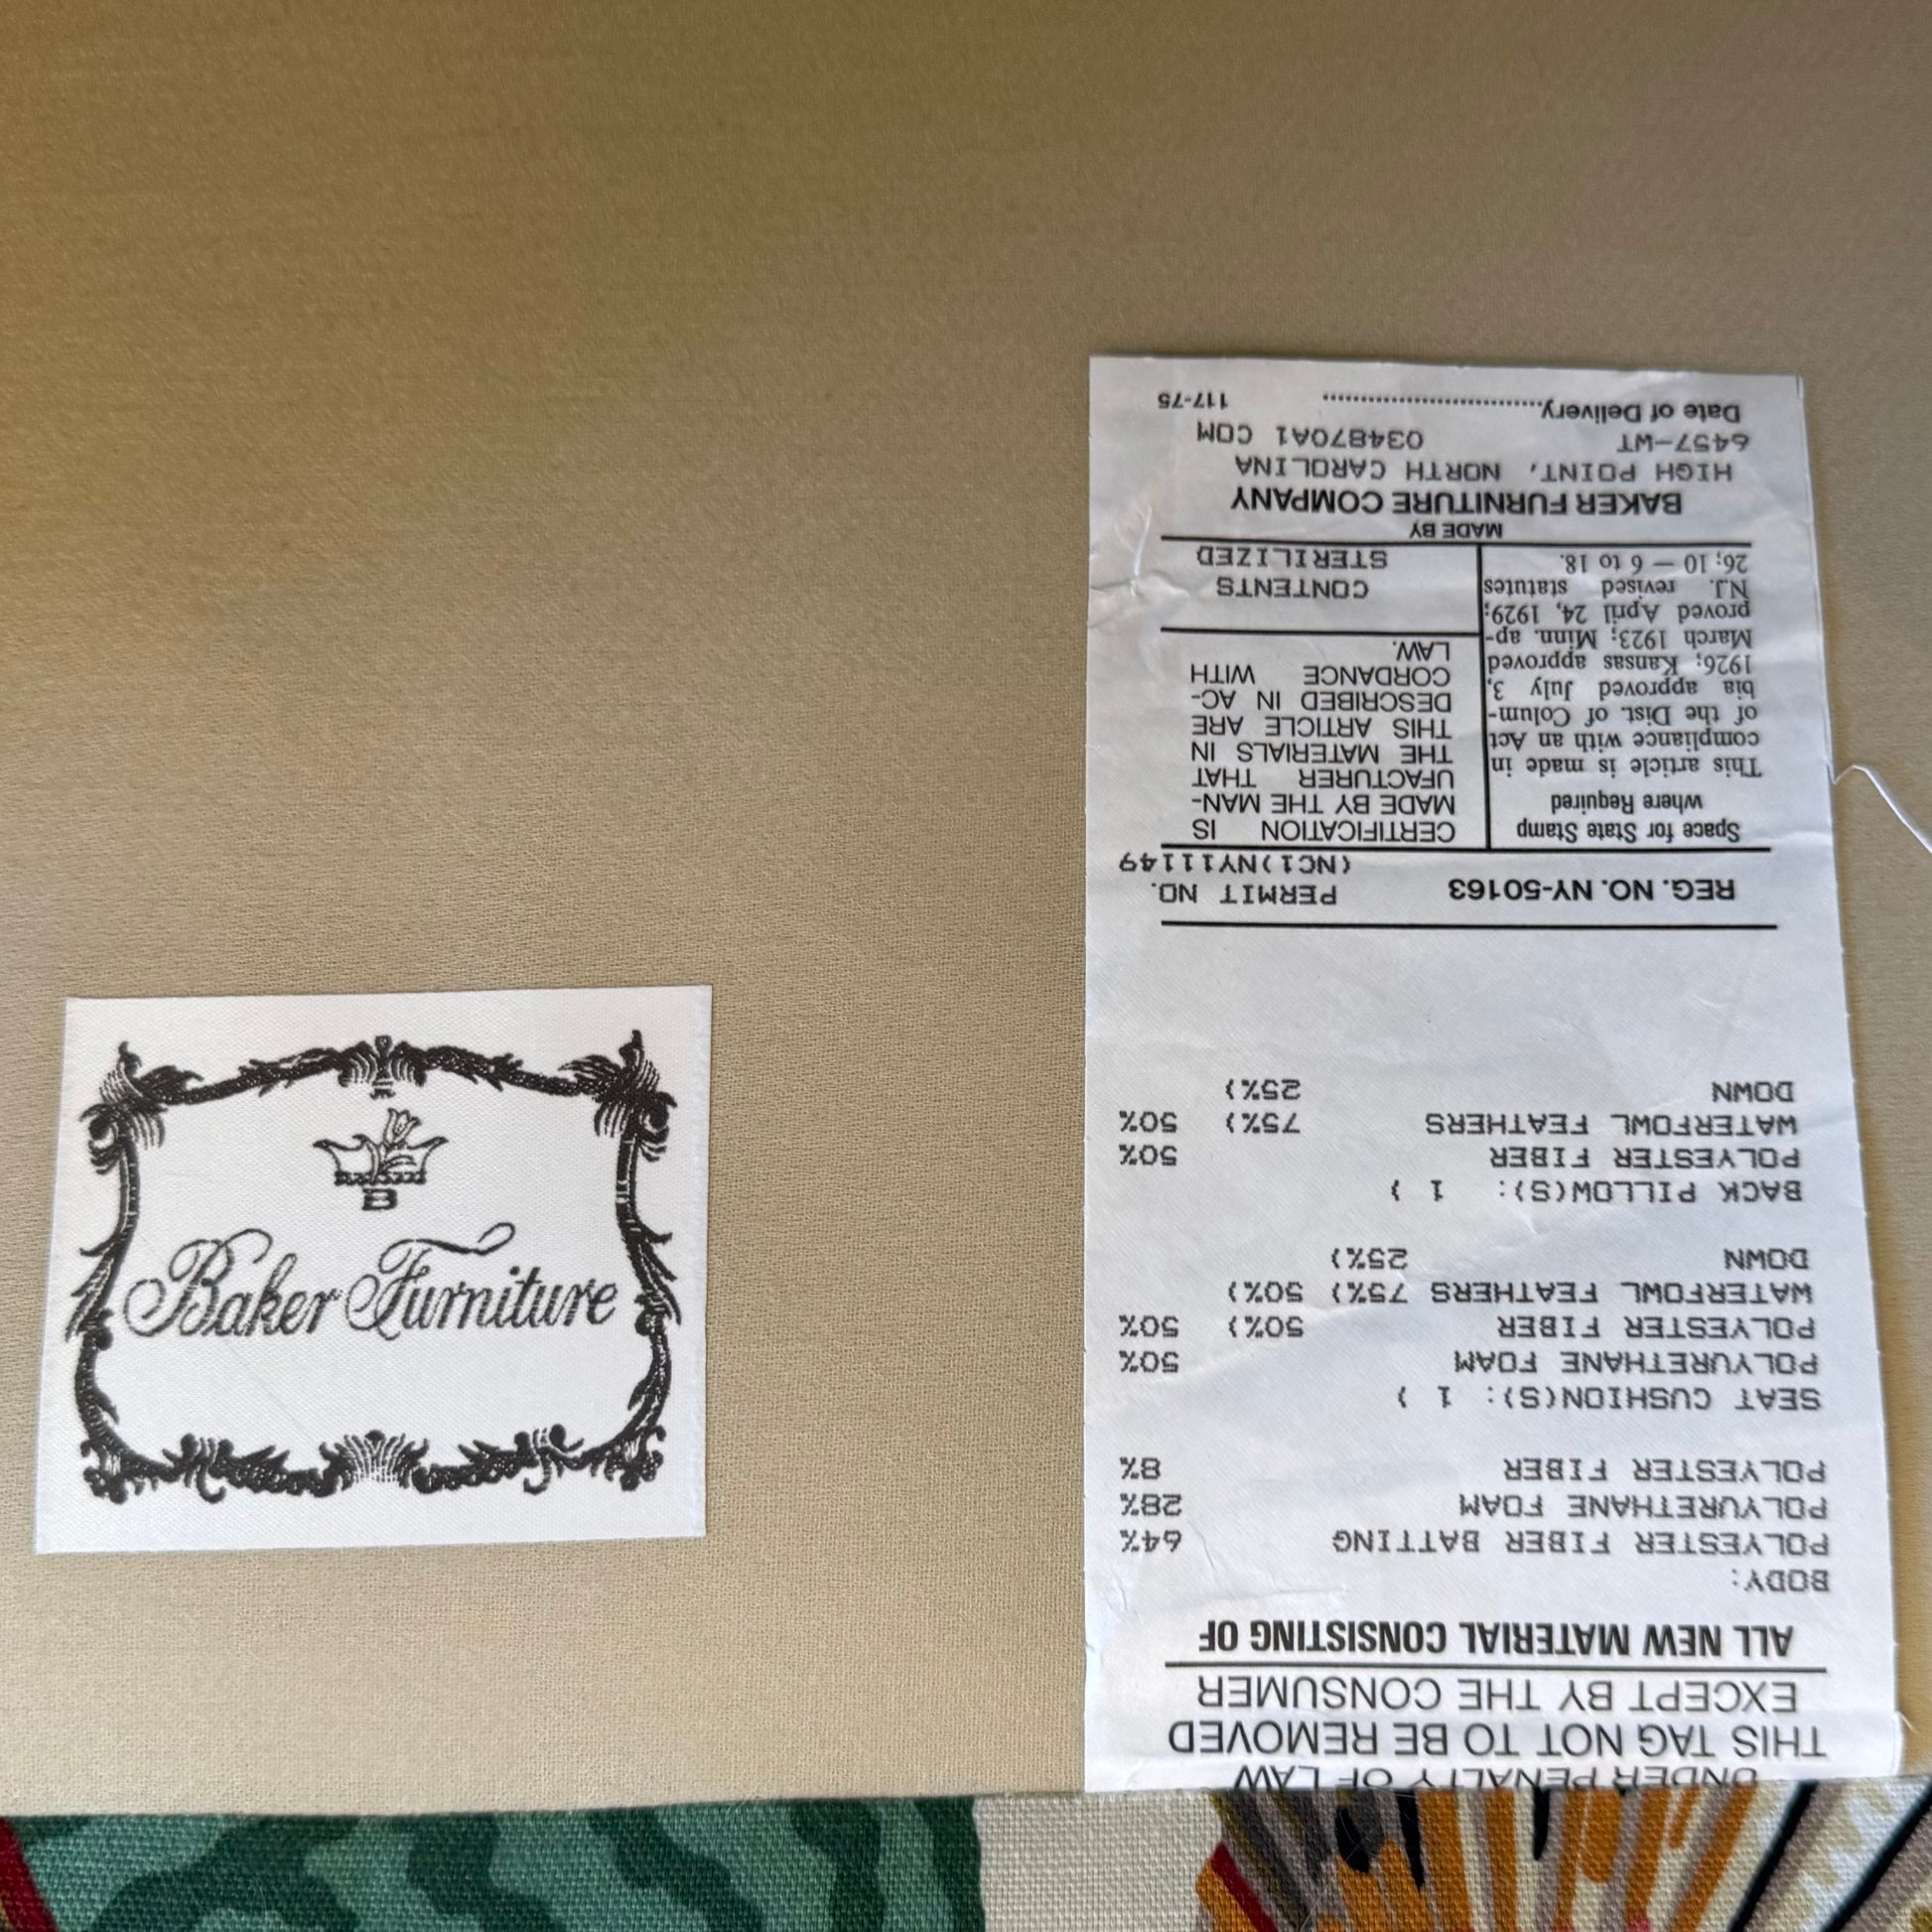 B
Baker Furniture
UNDER PENALTY OF LAW
THIS TAG NOT TO BE REMOVED
EXCEPT BY THE CONSUMER
ALL NEW MATERIAL CONSISTING OF
BODY:
POLYESTER FIBER BATTING 64%
POLYURETHANE FOAM 28%
POLYESTER FIBER 8%
SEAT CUSHION(S): 1 )
POLYURETHANE FOAM 50%
POLYESTER FIBER 50%) 50%
WATERFOWL FEATHERS 75%) 50%)
DOWN 25%)
BACK PILLOW(S): 1 )
POLYESTER FIBER 50%
WATERFOWL FEATHERS 75%) 50%
DOWN 25%)
REG. NO. NY-50163
PERMIT NO.
(NC1)NY11149
Space for State Stamp
where Required
This article is made in
compliance with an Act
of the Dist. of Colum-
bia approved July 3,
1926; Kansas approved
March 1923; Minn. ap-
proved April 24, 1929;
N.J. revised statutes
26; 10 — 6 to 18.
CERTIFICATION IS
MADE BY THE MAN-
UFACTURER THAT
THE MATERIALS IN
THIS ARTICLE ARE
DESCRIBED IN AC-
CORDANCE WITH
LAW.
CONTENTS
STERILIZED
MADE BY
BAKER FURNITURE COMPANY
HIGH POINT, NORTH CAROLINA
6457-WT 034870A1 COM
Date of Delivery.............................. 117-75